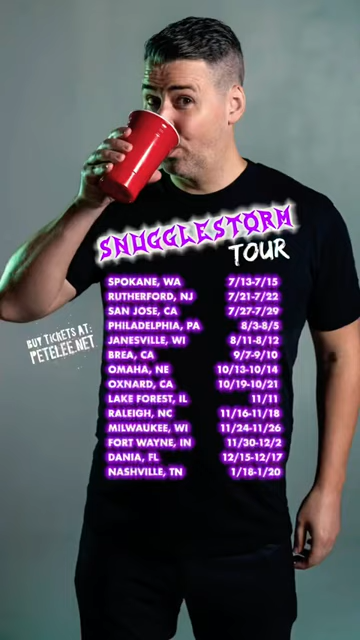 SNUGGLESTORM
TOUR
SPOKANE, WA 7/13-7/15
RUTHERFORD, NJ 7/21-7/22
SAN JOSE, CA 7/27-7/29
PHILADELPHIA, PA 8/3-8/5
JANESVILLE, WI 8/11-8/12
BREA, CA 9/7-9/10
OMAHA, NE 10/13-10/14
OXNARD, CA 10/19-10/21
LAKE FOREST, IL 11/11
RALEIGH, NC 11/16-11/18
MILWAUKEE, WI 11/24-11/26
FORT WAYNE, IN 11/30-12/2
DANIA, FL 12/15-12/17
NASHVILLE, TN 1/18-1/20
BUY TICKETS AT:
PETELEE.NET